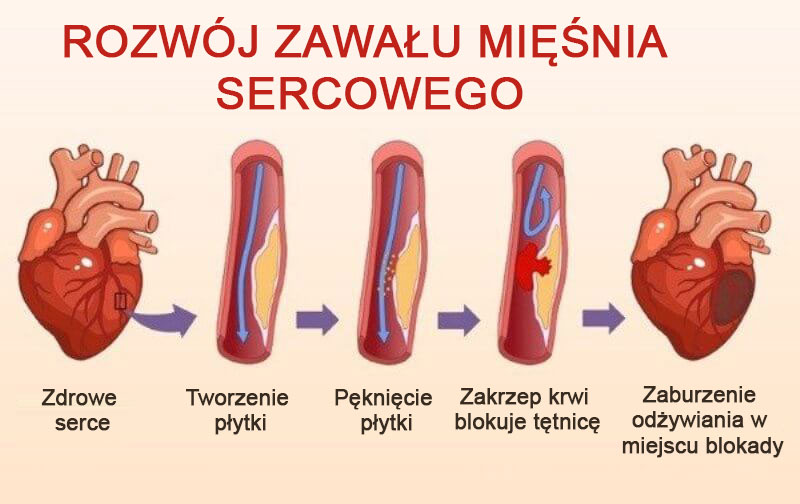 ROZWÓJ ZAWAŁU MIĘŚNIA
SERCOWEGO
Zdrowe
serce
Tworzenie
płytki
Pęknięcie
płytki
Zakrzep krwi
blokuje tętnicę
Zaburzenie
odżywiania w
miejscu blokady